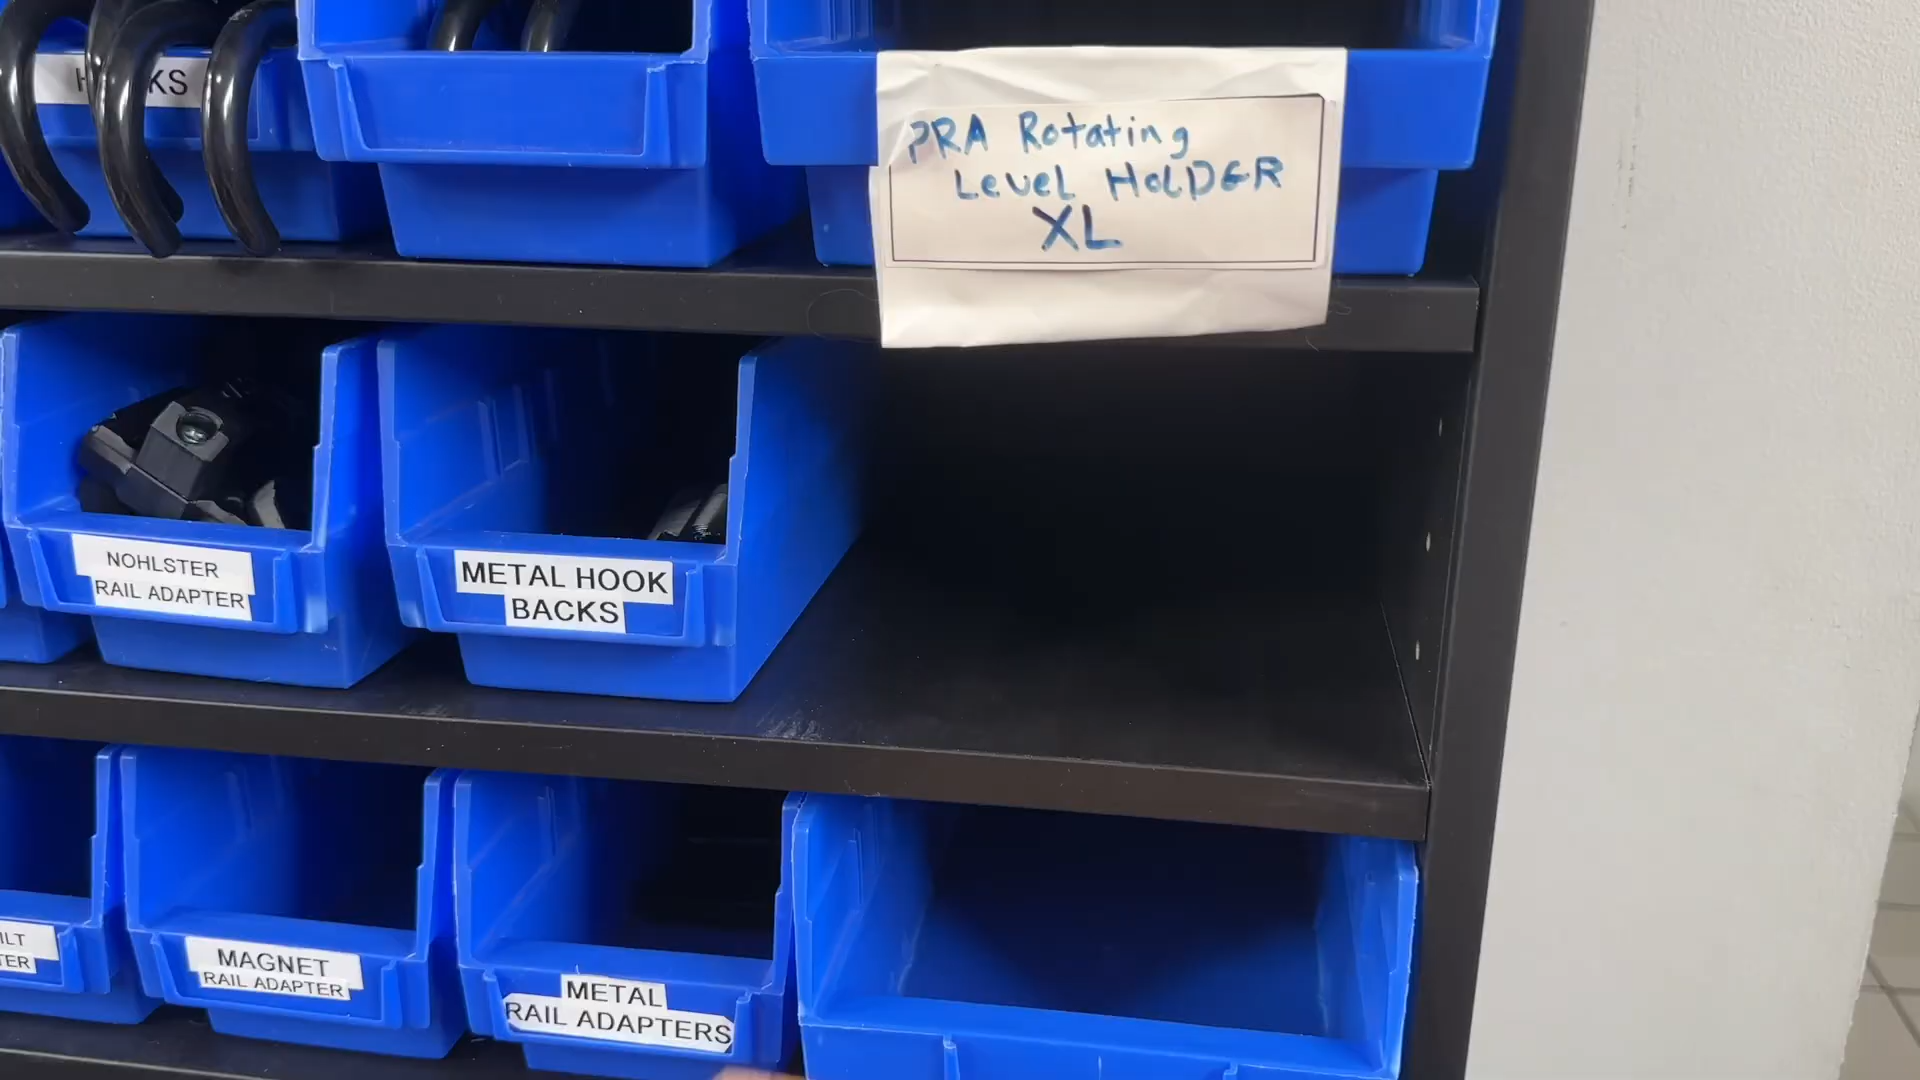 PRA Rotating
Level HOLDER
XL
NOHLSTER
RAIL ADAPTER
METAL HOOK
BACKS
MAGNET
RAIL ADAPTER
METAL
RAIL ADAPTERS